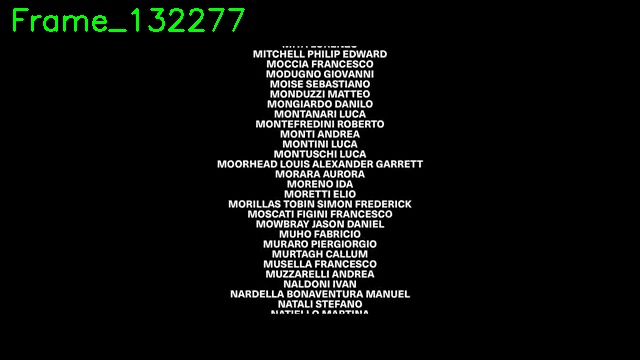 Frame_132277
MITCHELL PHILIP EDWARD
MOCCIA FRANCESCO
MODUGNO GIOVANNI
MOISE SEBASTIANO
MONDUZZI MATTEO
MONGIARDO DANILO
MONTANARI LUCA
MONTEFREDINI ROBERTO
MONTI ANDREA
MONTINI LUCA
MONTUSCHI LUCA
MOORHEAD LOUIS ALEXANDER GARRETT
MORARA AURORA
MORENO IDA
MORETTI ELIO
MORILLAS TOBIN SIMON FREDERICK
MOSCATI FIGINI FRANCESCO
MOWBRAY JASON DANIEL
MUHO FABRICIO
MURARO PIERGIORGIO
MURTAGH CALLUM
MUSELLA FRANCESCO
MUZZARELLI ANDREA
NALDONI IVAN
NARDELLA BONAVENTURA MANUEL
NATALI STEFANO
NATIELLO MARTINA